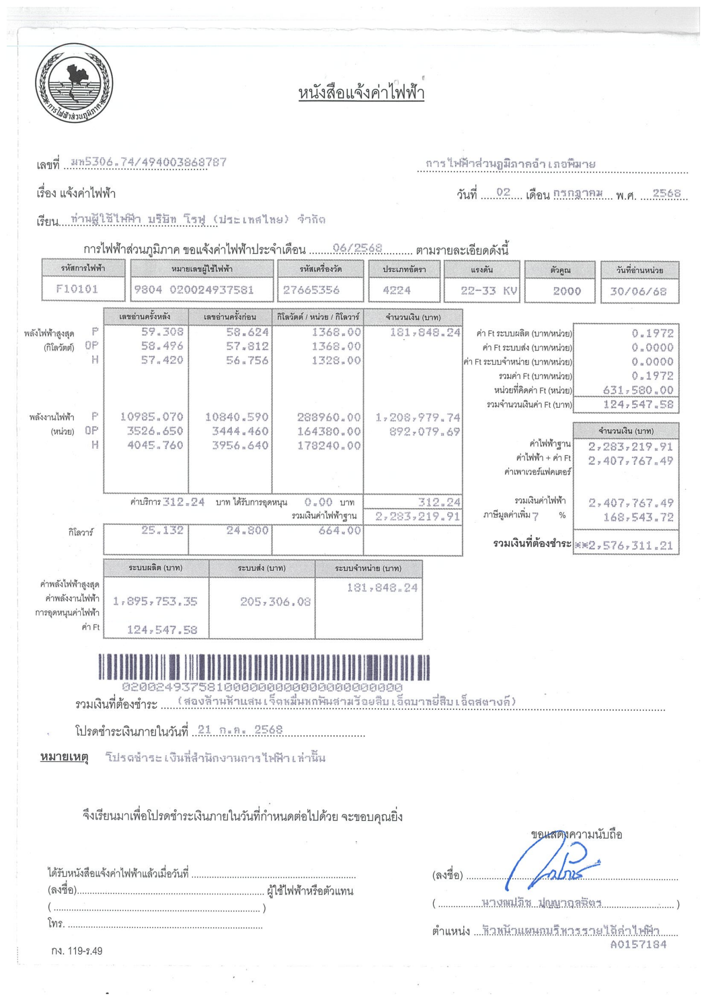 การไฟฟ้าส่วนภูมิภาค
หนังสือแจ้งค่าไฟฟ้า
เลขที่ มท5306.74/494003868787
การไฟฟ้าส่วนภูมิภาคอำเภอพิมาย
เรื่อง แจ้งค่าไฟฟ้า
วันที่ 02 เดือน กรกฎาคม พ.ศ. 2568
เรียน ท่านผู้ใช้ไฟฟ้า บริษัท โรฟู (ประเทศไทย) จำกัด
การไฟฟ้าส่วนภูมิภาค ขอแจ้งค่าไฟฟ้าประจำเดือน 06/2568 ตามรายละเอียดดังนี้
รหัสการไฟฟ้า หมายเลขผู้ใช้ไฟฟ้า รหัสเครื่องวัด ประเภทอัตรา แรงดัน ตัวคูณ วันที่อ่านหน่วย
F10101 9804 020024937581 27665356 4224 22-33 KV 2000 30/06/68
เลขอ่านครั้งหลัง เลขอ่านครั้งก่อน กิโลวัตต์ / หน่วย / กิโลวาร์ จำนวนเงิน (บาท)
พลังไฟฟ้าสูงสุด P 59.308 58.624 1368.00 181,848.24
(กิโลวัตต์) OP 58.496 57.812 1368.00
H 57.420 56.756 1328.00
พลังงานไฟฟ้า P 10985.070 10840.590 288960.00 1,208,979.74
(หน่วย) OP 3526.650 3444.460 164380.00 892,079.69
H 4045.760 3956.640 178240.00
ค่าบริการ 312.24 บาท ได้รับการอุดหนุน 0.00 บาท 312.24
รวมเงินค่าไฟฟ้าฐาน 2,283,219.91
กิโลวาร์ 25.132 24.800 664.00
ค่า Ft ระบบผลิต (บาท/หน่วย) 0.1972
ค่า Ft ระบบส่ง (บาท/หน่วย) 0.0000
ค่า Ft ระบบจำหน่าย (บาท/หน่วย) 0.0000
รวมค่า Ft (บาท/หน่วย) 0.1972
หน่วยที่คิดค่า Ft (หน่วย) 631,580.00
รวมจำนวนเงินค่า Ft (บาท) 124,547.58
จำนวนเงิน (บาท)
ค่าไฟฟ้าฐาน 2,283,219.91
ค่าไฟฟ้า + ค่า Ft 2,407,767.49
ค่าเพาเวอร์แฟคเตอร์
รวมเงินค่าไฟฟ้า 2,407,767.49
ภาษีมูลค่าเพิ่ม 7 % 168,543.72
รวมเงินที่ต้องชำระ **2,576,311.21
ระบบผลิต (บาท) ระบบส่ง (บาท) ระบบจำหน่าย (บาท)
ค่าพลังไฟฟ้าสูงสุด 181,848.24
ค่าพลังงานไฟฟ้า 1,895,753.35 205,306.08
การอุดหนุนค่าไฟฟ้า
ค่า Ft 124,547.58
รวมเงินที่ต้องชำระ (สองล้านห้าแสนเจ็ดหมื่นหกพันสามร้อยสิบเอ็ดบาทยี่สิบเอ็ดสตางค์)
โปรดชำระเงินภายในวันที่ 21 ก.ค. 2568
หมายเหตุ โปรดชำระเงินที่สำนักงานการไฟฟ้าเท่านั้น
จึงเรียนมาเพื่อโปรดชำระเงินภายในวันที่กำหนดต่อไปด้วย จะขอบคุณยิ่ง
ขอแสดงความนับถือ
ได้รับหนังสือแจ้งค่าไฟฟ้าแล้วเมื่อวันที่
(ลงชื่อ) ผู้ใช้ไฟฟ้าหรือตัวแทน
( )
โทร.
(ลงชื่อ)
( นางณปภัช ปุญญากุลฉัตร )
ตำแหน่ง หัวหน้าแผนกบริหารรายได้ค่าไฟฟ้า
A0157184
กง. 119-ร.49